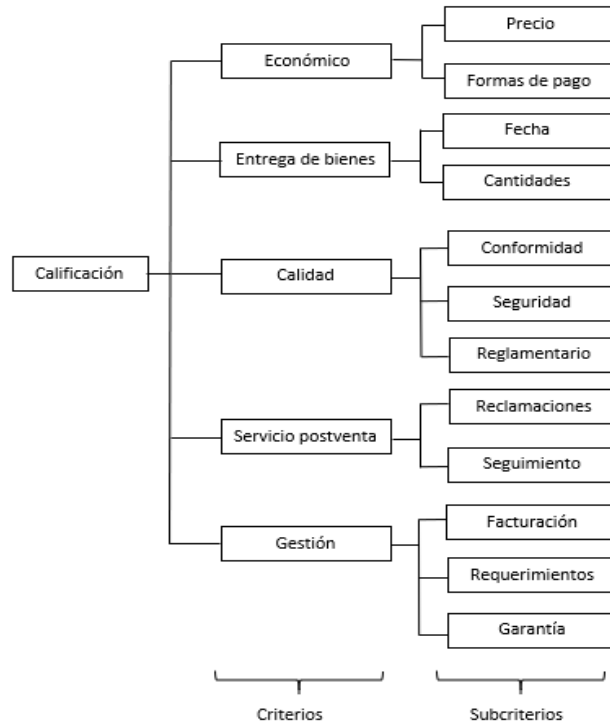 Calificación
Económico
Precio
Formas de pago
Entrega de bienes
Fecha
Cantidades
Calidad
Conformidad
Seguridad
Reglamentario
Servicio postventa
Reclamaciones
Seguimiento
Gestión
Facturación
Requerimientos
Garantía
Criterios
Subcriterios